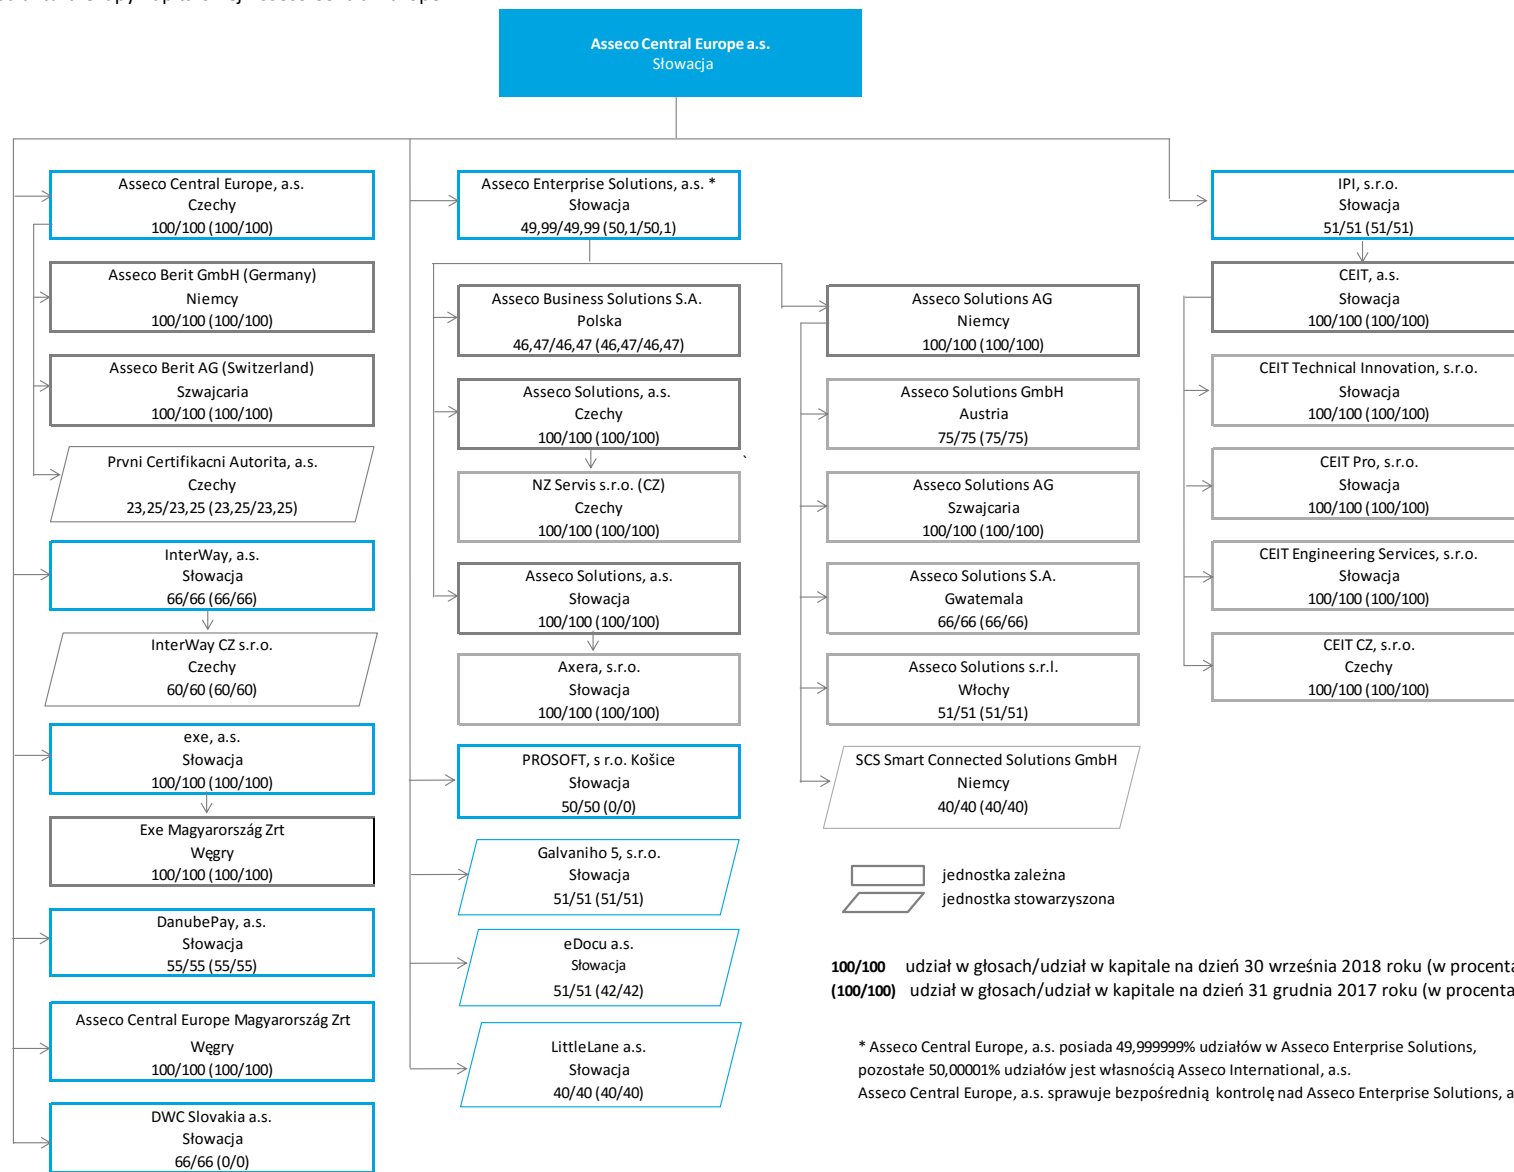 Asseco Central Europe a.s.
Słowacja
Asseco Central Europe, a.s.
Czechy
100/100 (100/100)
Asseco Berit GmbH (Germany)
Niemcy
100/100 (100/100)
Asseco Berit AG (Switzerland)
Szwajcaria
100/100 (100/100)
Prvni Certifikacni Autorita, a.s.
Czechy
23,25/23,25 (23,25/23,25)
InterWay, a.s.
Słowacja
66/66 (66/66)
InterWay CZ s.r.o.
Czechy
60/60 (60/60)
exe, a.s.
Słowacja
100/100 (100/100)
Exe Magyarország Zrt
Węgry
100/100 (100/100)
DanubePay, a.s.
Słowacja
55/55 (55/55)
Asseco Central Europe Magyarország Zrt
Węgry
100/100 (100/100)
DWC Slovakia a.s.
Słowacja
66/66 (0/0)
Asseco Enterprise Solutions, a.s. *
Słowacja
49,99/49,99 (50,1/50,1)
Asseco Business Solutions S.A.
Polska
46,47/46,47 (46,47/46,47)
Asseco Solutions, a.s.
Czechy
100/100 (100/100)
NZ Servis s.r.o. (CZ)
Czechy
100/100 (100/100)
Asseco Solutions, a.s.
Słowacja
100/100 (100/100)
Axera, s.r.o.
Słowacja
100/100 (100/100)
PROSOFT, s r.o. Košice
Słowacja
50/50 (0/0)
Galvaniho 5, s.r.o.
Słowacja
51/51 (51/51)
eDocu a.s.
Słowacja
51/51 (42/42)
LittleLane a.s.
Słowacja
40/40 (40/40)
Asseco Solutions AG
Niemcy
100/100 (100/100)
Asseco Solutions GmbH
Austria
75/75 (75/75)
Asseco Solutions AG
Szwajcaria
100/100 (100/100)
Asseco Solutions S.A.
Gwatemala
66/66 (66/66)
Asseco Solutions s.r.l.
Włochy
51/51 (51/51)
SCS Smart Connected Solutions GmbH
Niemcy
40/40 (40/40)
IPI, s.r.o.
Słowacja
51/51 (51/51)
CEIT, a.s.
Słowacja
100/100 (100/100)
CEIT Technical Innovation, s.r.o.
Słowacja
100/100 (100/100)
CEIT Pro, s.r.o.
Słowacja
100/100 (100/100)
CEIT Engineering Services, s.r.o.
Słowacja
100/100 (100/100)
CEIT CZ, s.r.o.
Czechy
100/100 (100/100)
jednostka zależna
jednostka stowarzyszona
100/100 udział w głosach/udział w kapitale na dzień 30 września 2018 roku (w procenta
(100/100) udział w głosach/udział w kapitale na dzień 31 grudnia 2017 roku (w procenta
* Asseco Central Europe, a.s. posiada 49,999999% udziałów w Asseco Enterprise Solutions,
pozostałe 50,00001% udziałów jest własnością Asseco International, a.s.
Asseco Central Europe, a.s. sprawuje bezpośrednią kontrolę nad Asseco Enterprise Solutions, a